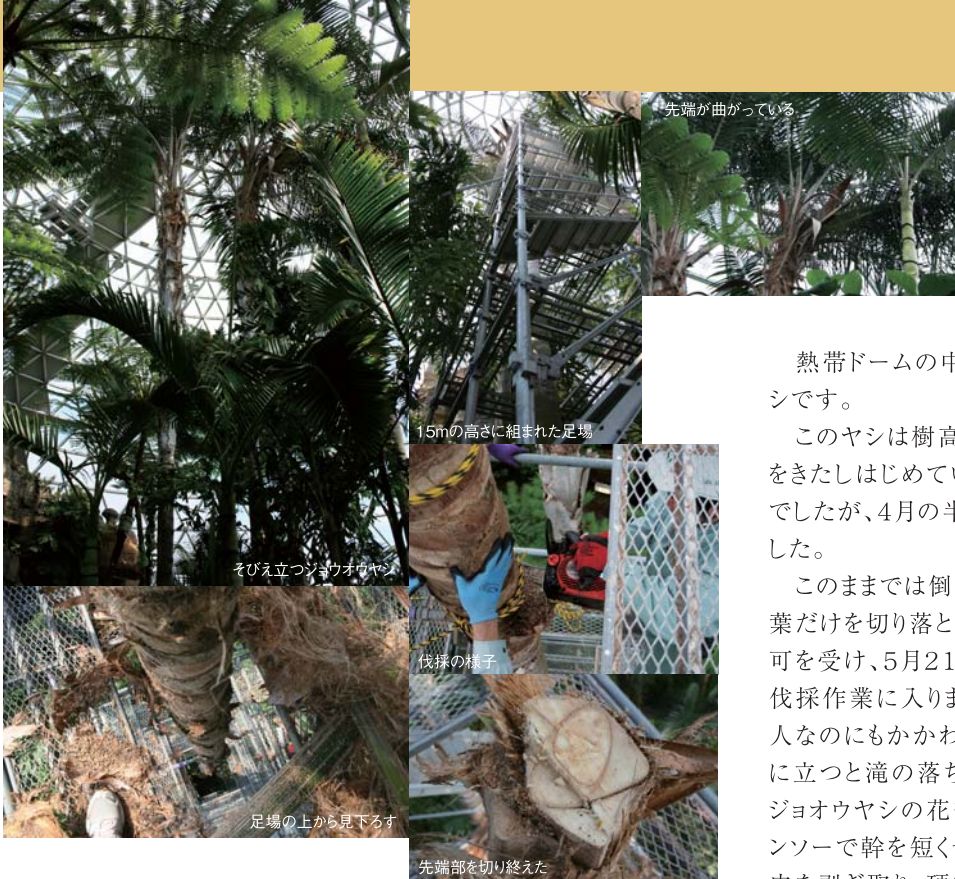 先端が曲がっている
15mの高さに組まれた足場
そびえ立つジョウオウヤシ
伐採の様子
足場の上から見下ろす
先端部を切り終えた
熱帯ドームの中
シです。
このヤシは樹高
をきたしはじめてい
でしたが、4月の半
した。
このままでは倒
葉だけを切り落と
可を受け、5月21
伐採作業に入りま
人なのにもかかわ
に立つと滝の落ち
ジョオウヤシの花
ンソーで幹を短く